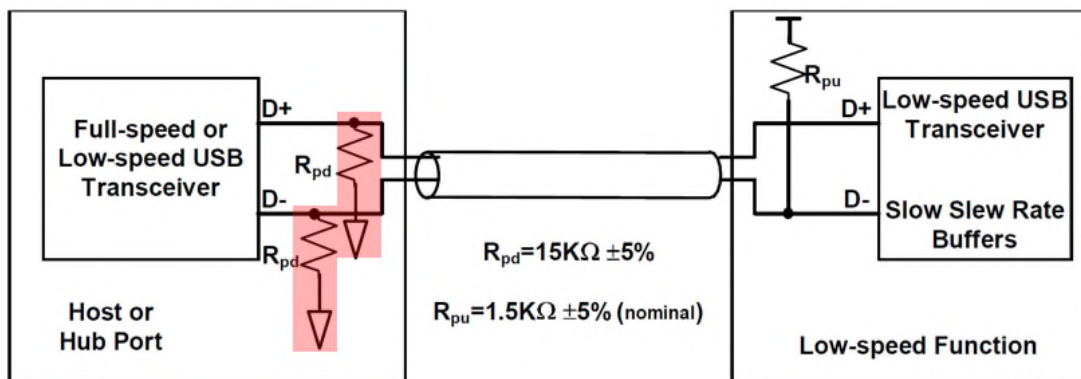 D+
Full-speed or
Low-speed USB
Transceiver
Rpd
D-
Rpd
Host or
Hub Port
Rpd=15KΩ ±5%
Rpu=1.5KΩ ±5% (nominal)
Rpu
D+
Low-speed USB
Transceiver
D-
Slow Slew Rate
Buffers
Low-speed Function